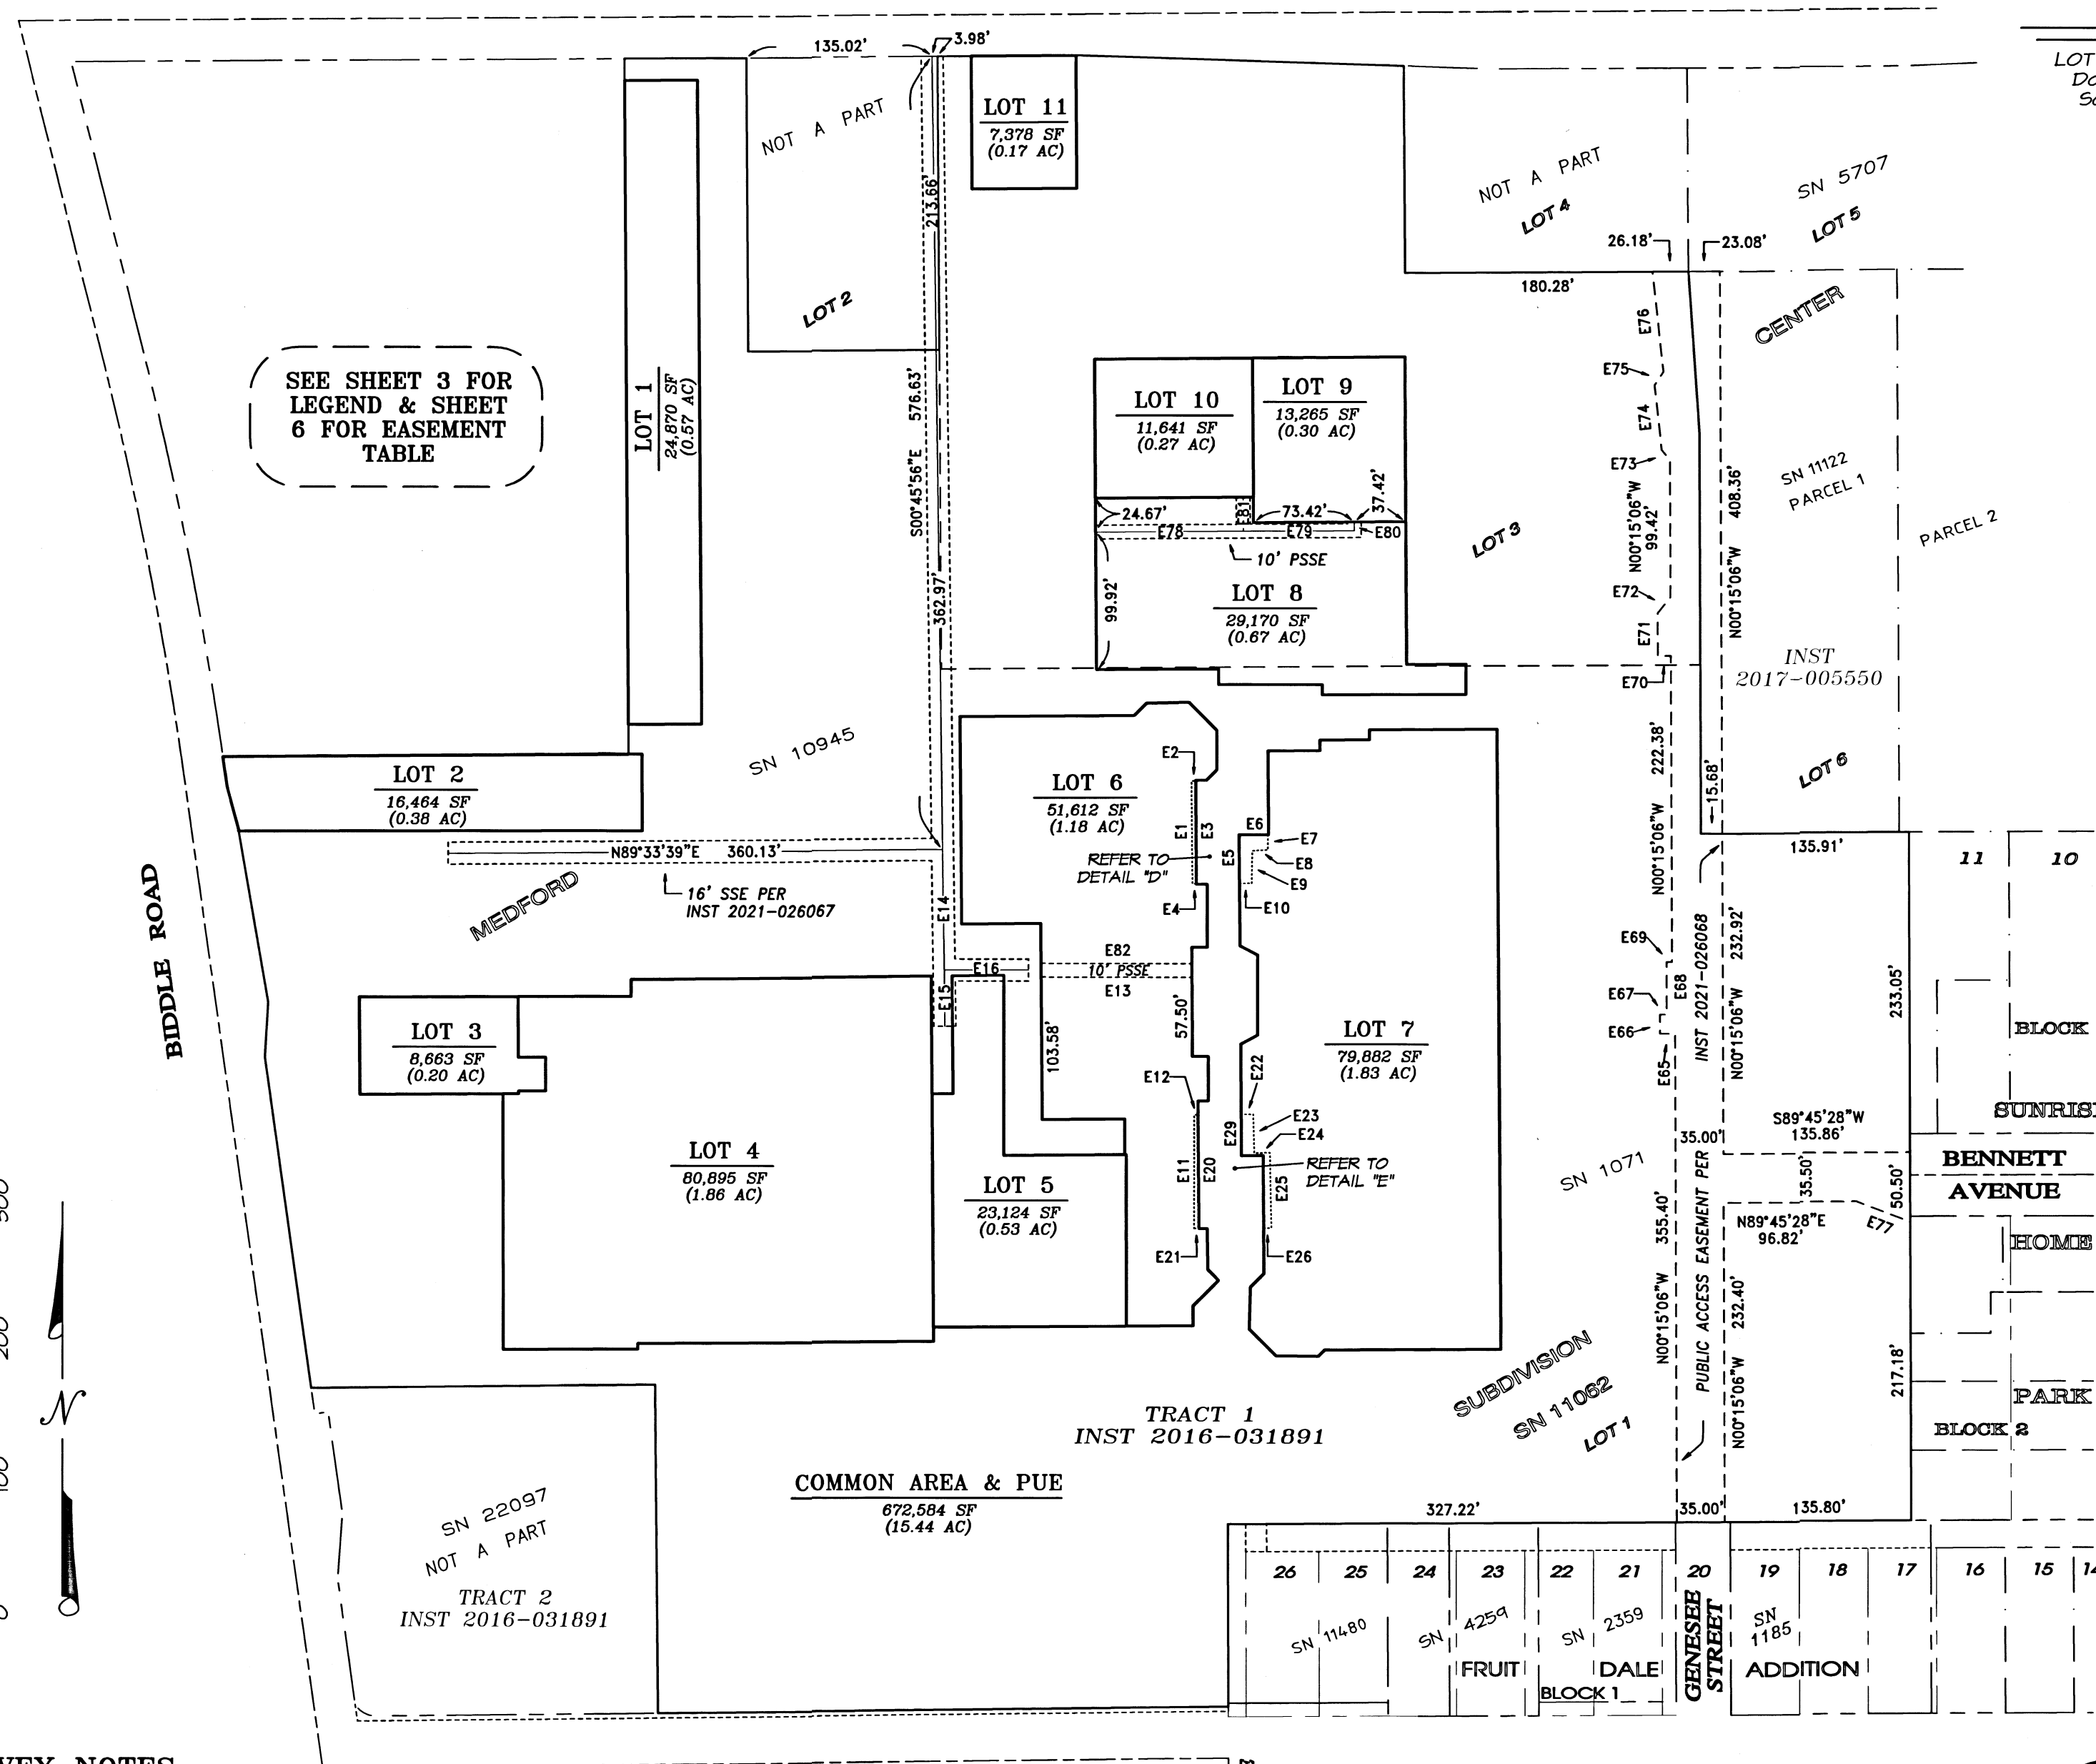 135.02'
3.98'
LOT
NOT A PART
LOT 11
7,378 SF
(0.17 AC)
213.66'
LOT 2
NOT A PART
LOT 4
SN 5707
LOT 5
26.18'
23.08'
180.28'
CENTER
SEE SHEET 3 FOR
LEGEND & SHEET
6 FOR EASEMENT
TABLE
LOT 1
24,870 SF
(0.57 AC)
S00°45'56"E 576.63'
362.97'
LOT 10
11,641 SF
(0.27 AC)
LOT 9
13,265 SF
(0.30 AC)
37.42'
24.67'
E81
73.42'
E78
E79
E80
10' PSSE
99.92'
LOT 8
29,170 SF
(0.67 AC)
LOT 3
E76
E75
E74
E73
N00°15'06"W
99.42'
E72
E71
E70
N00°15'06"W 408.36'
SN 11122
PARCEL 1
PARCEL 2
INST
2017-005550
LOT 6
SN 10945
LOT 2
16,464 SF
(0.38 AC)
N89°33'39"E 360.13'
16' SSE PER
INST 2021-026067
MEDFORD
BIDDLE ROAD
LOT 6
51,612 SF
(1.18 AC)
E2
E1
E3
REFER TO
DETAIL "D"
E4
E5
E6
E7
E8
E9
E10
E14
E15
E16
E82
10' PSSE
E13
57.50'
103.58'
LOT 7
79,882 SF
(1.83 AC)
E12
E11
E20
E21
E22
E23
E24
E29
REFER TO
DETAIL "E"
E25
E26
N00°15'06"W 222.38'
15.68'
135.91'
11
10
E69
E68
E67
E66
E65
INST 2021-026068
PUBLIC ACCESS EASEMENT PER
N00°15'06"W 232.92'
233.05'
BLOCK
S89°45'28"W
135.86'
35.00'
BENNETT
AVENUE
35.50'
50.50'
N89°45'28"E
96.82'
E77
HOME
PARK
BLOCK 2
LOT 3
8,663 SF
(0.20 AC)
LOT 4
80,895 SF
(1.86 AC)
LOT 5
23,124 SF
(0.53 AC)
SN 1071
N00°15'06"W 355.40'
N00°15'06"W 232.40'
217.18'
SUBDIVISION
SN 11062
LOT 1
TRACT 1
INST 2016-031891
COMMON AREA & PUE
672,584 SF
(15.44 AC)
SN 22097
NOT A PART
TRACT 2
INST 2016-031891
200
100
0
N
327.22'
35.00'
135.80'
26
25
24
23
22
21
20
19
18
17
16
15
SN 11480
SN 4259
SN 2359
SN
1185
FRUIT
DALE
ADDITION
BLOCK 1
GENESEE
STREET
NOTES